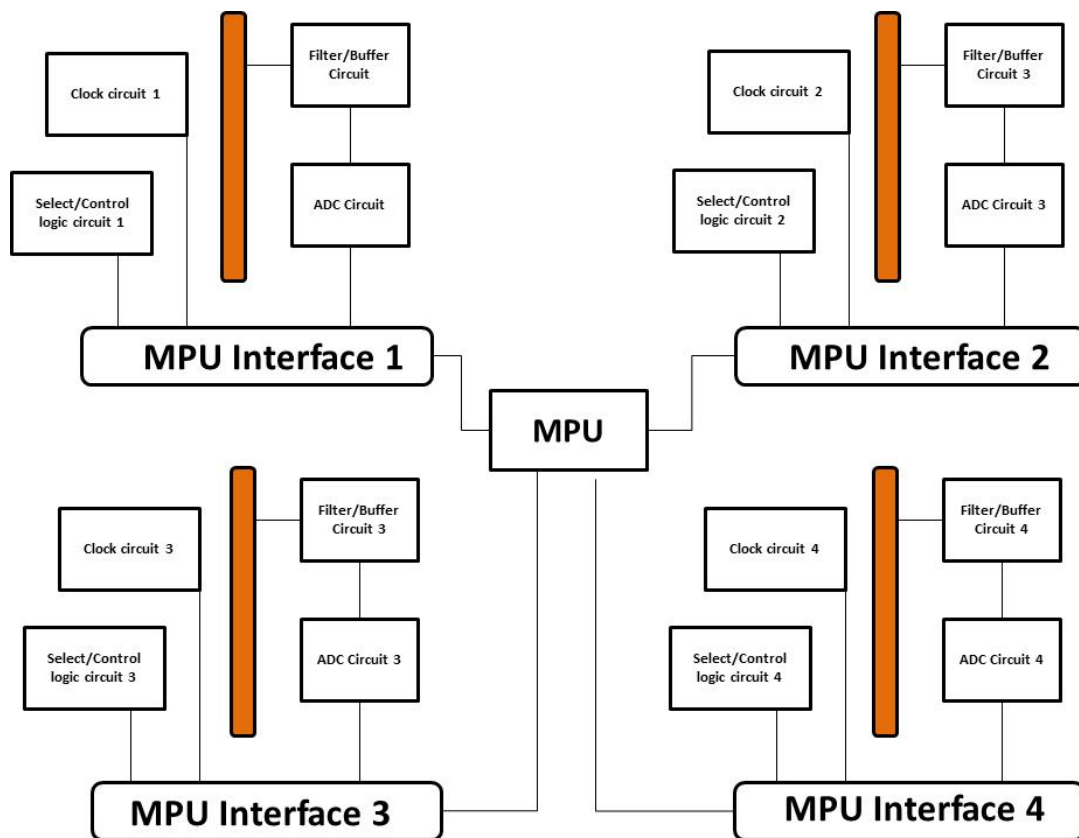 Filter/Buffer
Circuit
Clock circuit 1
Select/Control
logic circuit 1
ADC Circuit
MPU Interface 1
Filter/Buffer
Circuit 3
Clock circuit 2
Select/Control
logic circuit 2
ADC Circuit 3
MPU Interface 2
MPU
Filter/Buffer
Circuit 3
Clock circuit 3
Select/Control
logic circuit 3
ADC Circuit 3
MPU Interface 3
Filter/Buffer
Circuit 4
Clock circuit 4
Select/Control
logic circuit 4
ADC Circuit 4
MPU Interface 4